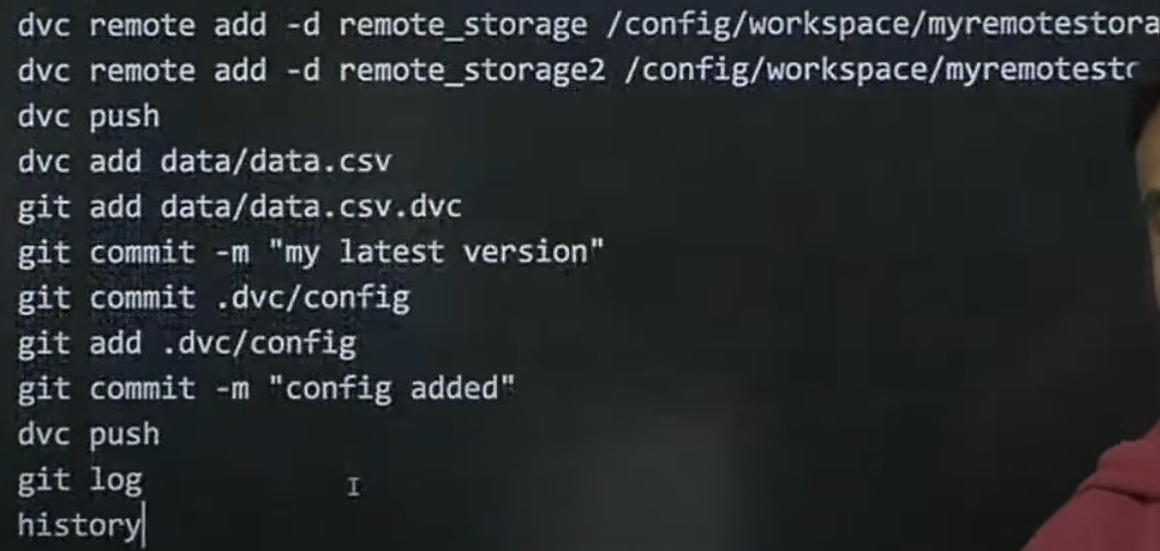 dvc remote add -d remote_storage /config/workspace/myremotestora
dvc remote add -d remote_storage2 /config/workspace/myremotest
dvc push
dvc add data/data.csv
git add data/data.csv.dvc
git commit -m "my latest version"
git commit .dvc/config
git add .dvc/config
git commit -m "config added"
dvc push
git log
history